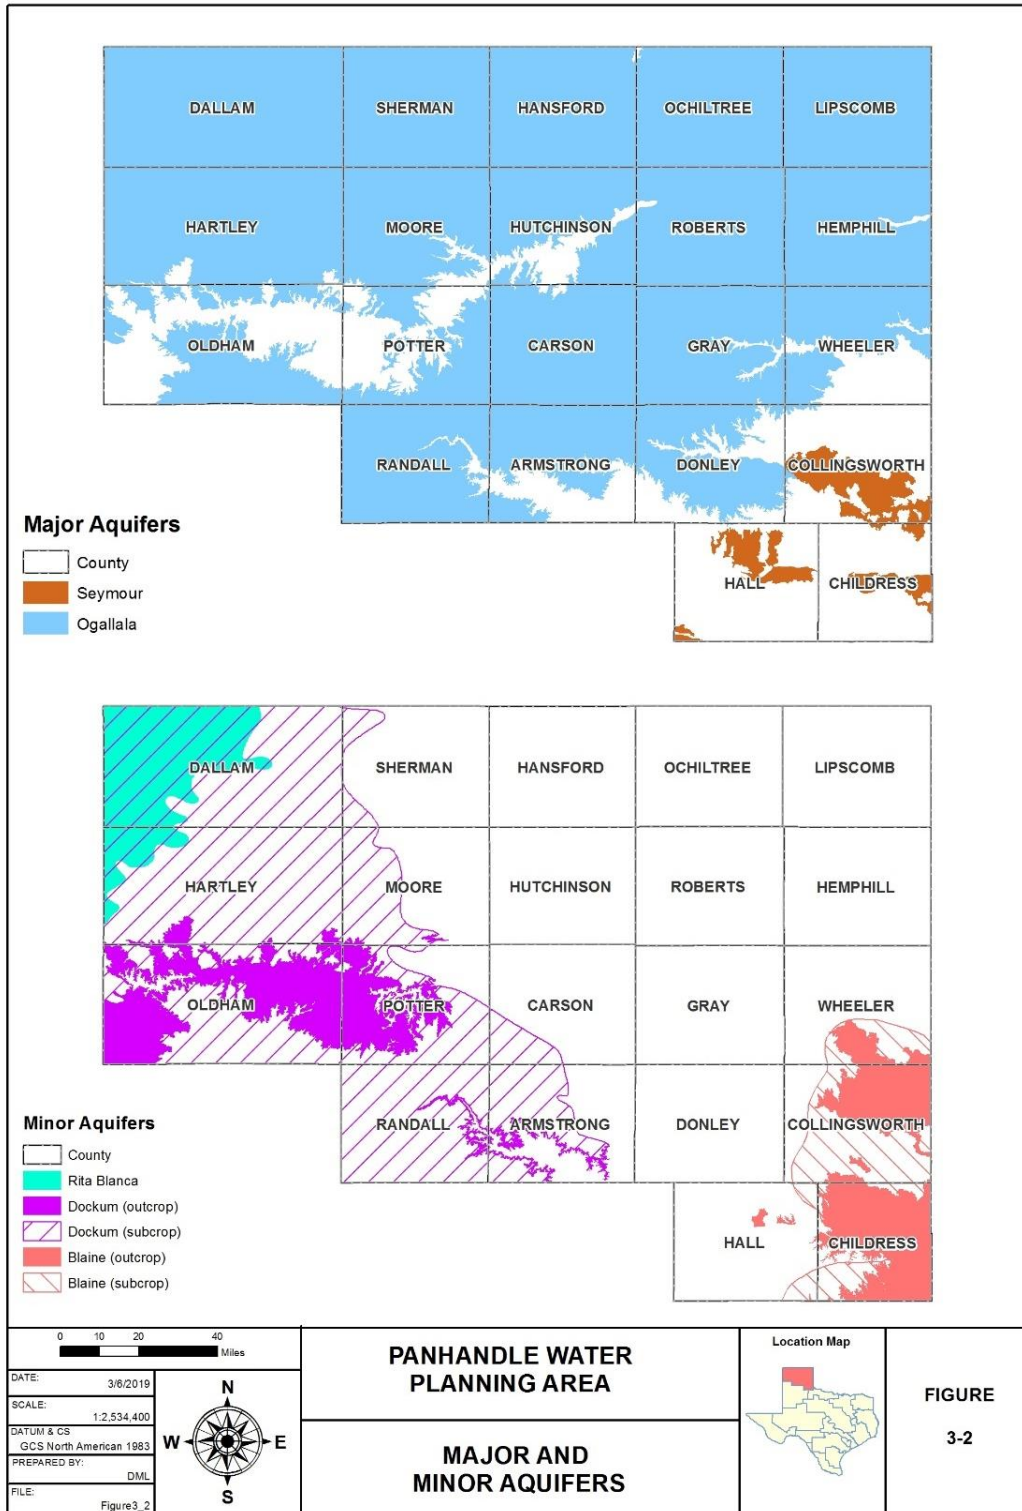 DALLAM
SHERMAN
HANSFORD
OCHILTREE
LIPSCOMB
HARTLEY
MOORE
HUTCHINSON
ROBERTS
HEMPHILL
OLDHAM
POTTER
CARSON
GRAY
WHEELER
RANDALL
ARMSTRONG
DONLEY
COLLINGSWORTH
HALL
CHILDRESS
Major Aquifers
County
Seymour
Ogallala
DALLAM
SHERMAN
HANSFORD
OCHILTREE
LIPSCOMB
HARTLEY
MOORE
HUTCHINSON
ROBERTS
HEMPHILL
OLDHAM
POTTER
CARSON
GRAY
WHEELER
RANDALL
ARMSTRONG
DONLEY
COLLINGSWORTH
HALL
CHILDRESS
Minor Aquifers
County
Rita Blanca
Dockum (outcrop)
Dockum (subcrop)
Blaine (outcrop)
Blaine (subcrop)
0 10 20 40
Miles
DATE:
3/6/2019
SCALE:
1:2,534,400
DATUM & CS
GCS North American 1983
PREPARED BY:
DML
FILE:
Figure3_2
N
W E
S
PANHANDLE WATER
PLANNING AREA
MAJOR AND
MINOR AQUIFERS
Location Map
FIGURE
3-2